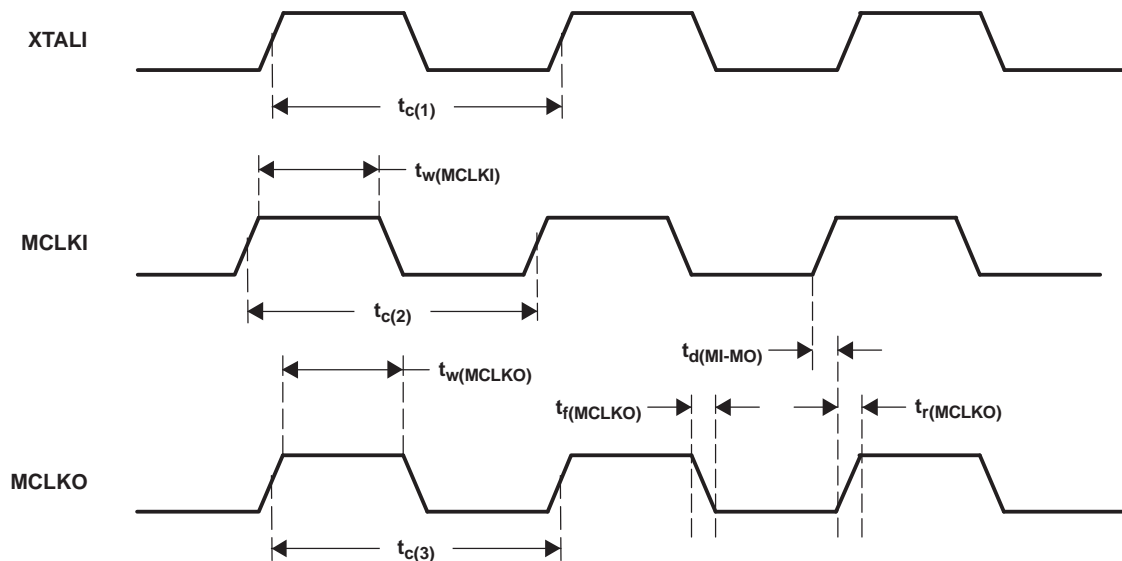 XTALI
tc(1)
tw(MCLKI)
MCLKI
tc(2)
td(MI-MO)
tw(MCLKO)
tf(MCLKO)
tr(MCLKO)
MCLKO
tc(3)